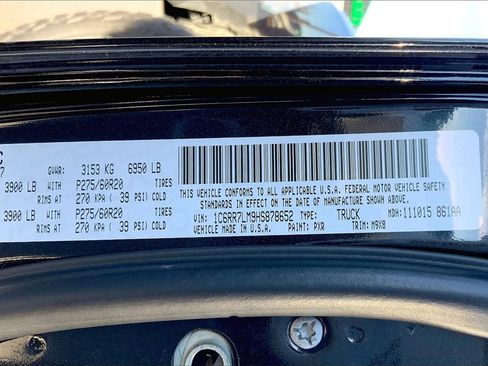 C
7 GVWR: 3153 KG 6950 LB
3900 LB WITH P275/60R20 TIRES
RIMS AT 270 KPA ( 39 PSI) COLD
3900 LB WITH P275/60R20 TIRES
RIMS AT 270 KPA ( 39 PSI) COLD
THIS VEHICLE CONFORMS TO ALL APPLICABLE U.S.A. FEDERAL MOTOR VEHICLE SAFETY
STANDARDS IN EFFECT ON THE DATE OF MANUFACTURE SHOWN ABOVE.
VIN: 1C6RR7LM9HS878652 TYPE: TRUCK MDH: 111015 861AA
VEHICLE MADE IN U.S.A. PAINT: PXR TRIM: M9X8